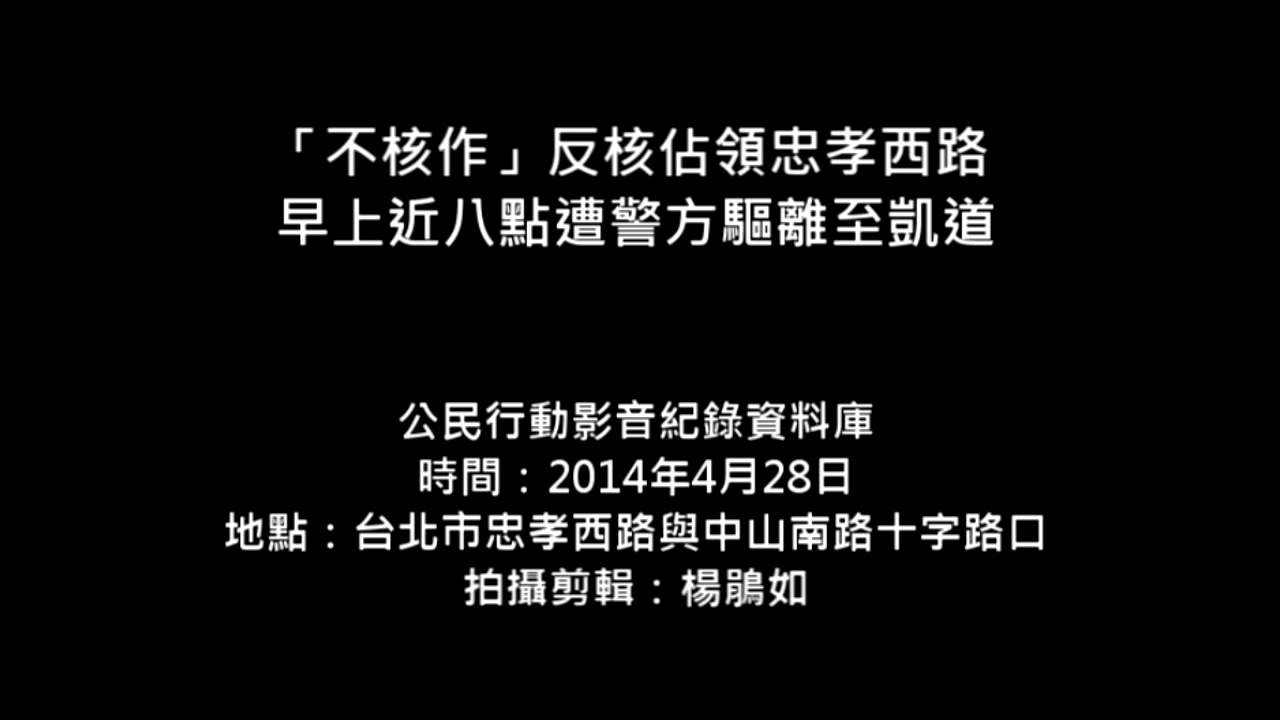 「不核作」反核佔領忠孝西路
早上近八點遭警方驅離至凱道
公民行動影音紀錄資料庫
時間：2014年4月28日
地點：台北市忠孝西路與中山南路十字路口
拍攝剪輯：楊鵑如